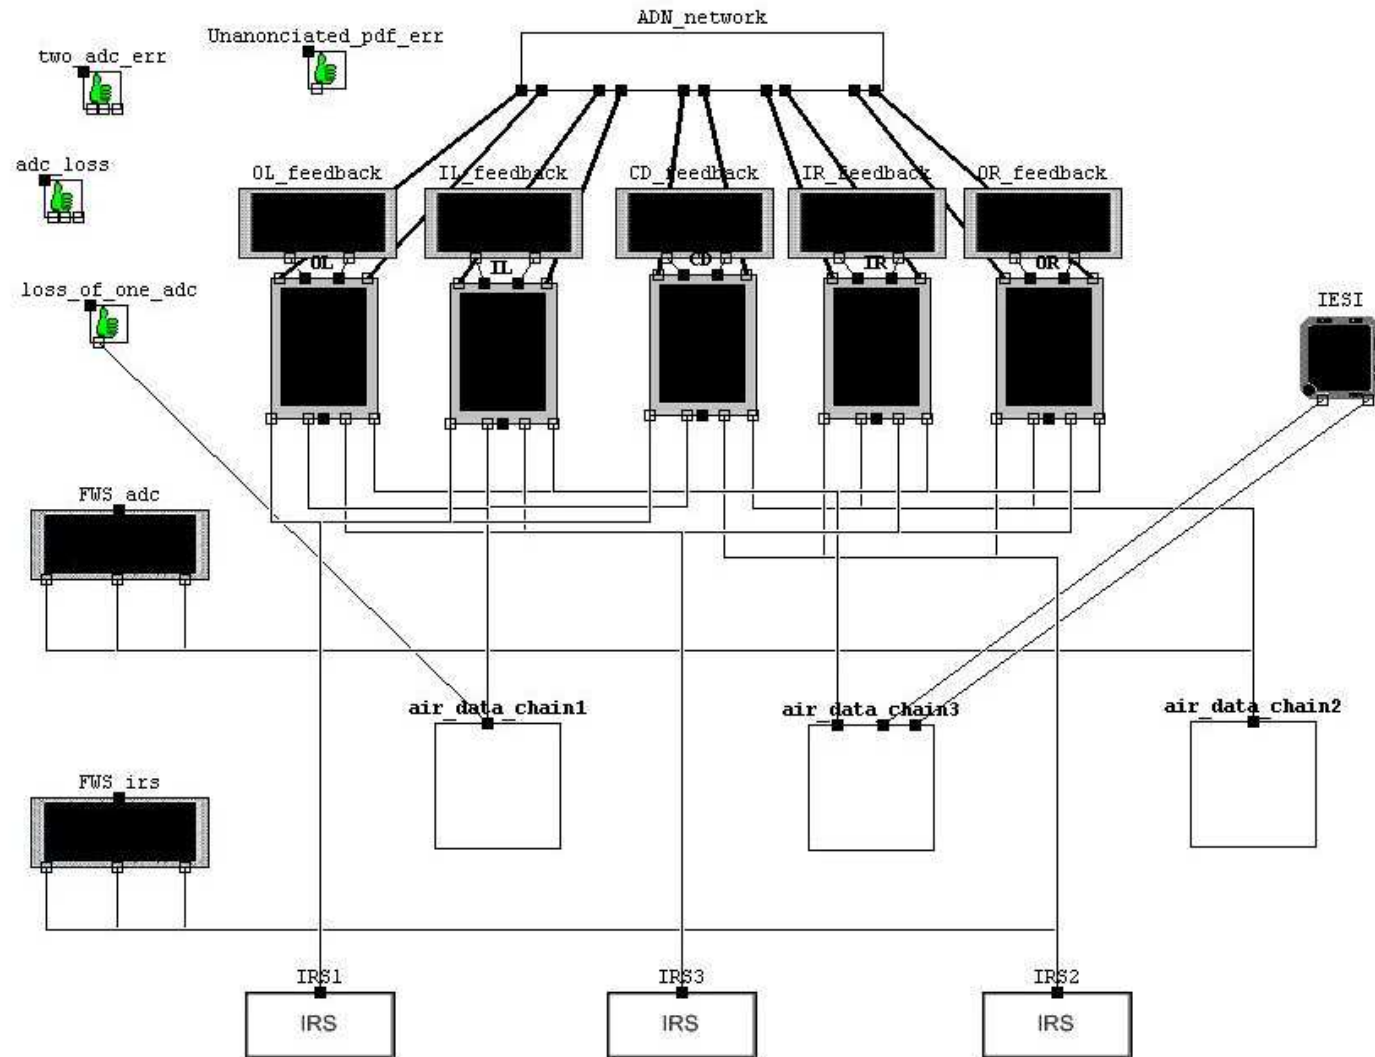 ADN_network
Unanonciated_pdf_err
two_adc_err
adc_loss
OL_feedback
IL_feedback
CD_feedback
IR_feedback
OR_feedback
OL
IL
CD
IR
OR
loss_of_one_adc
IESI
FWS_adc
air_data_chain1
air_data_chain3
air_data_chain2
FWS_irs
IRS1
IRS3
IRS2
IRS
IRS
IRS